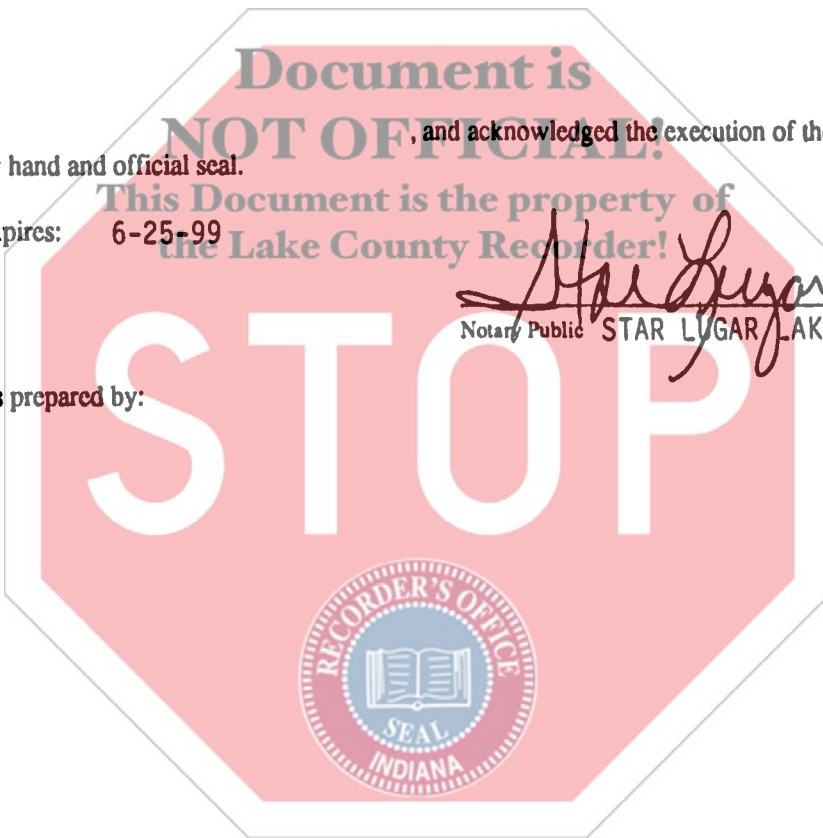 Document is
NOT OFFICIAL!
, and acknowledged the execution of the
hand and official seal.
This Document is the property of
pires: 6-25-99
the Lake County Recorder!
Star Lugar
Notary Public STAR LUGAR LAK
prepared by:
STOP
RECORDER'S OFFICE
SEAL
INDIANA